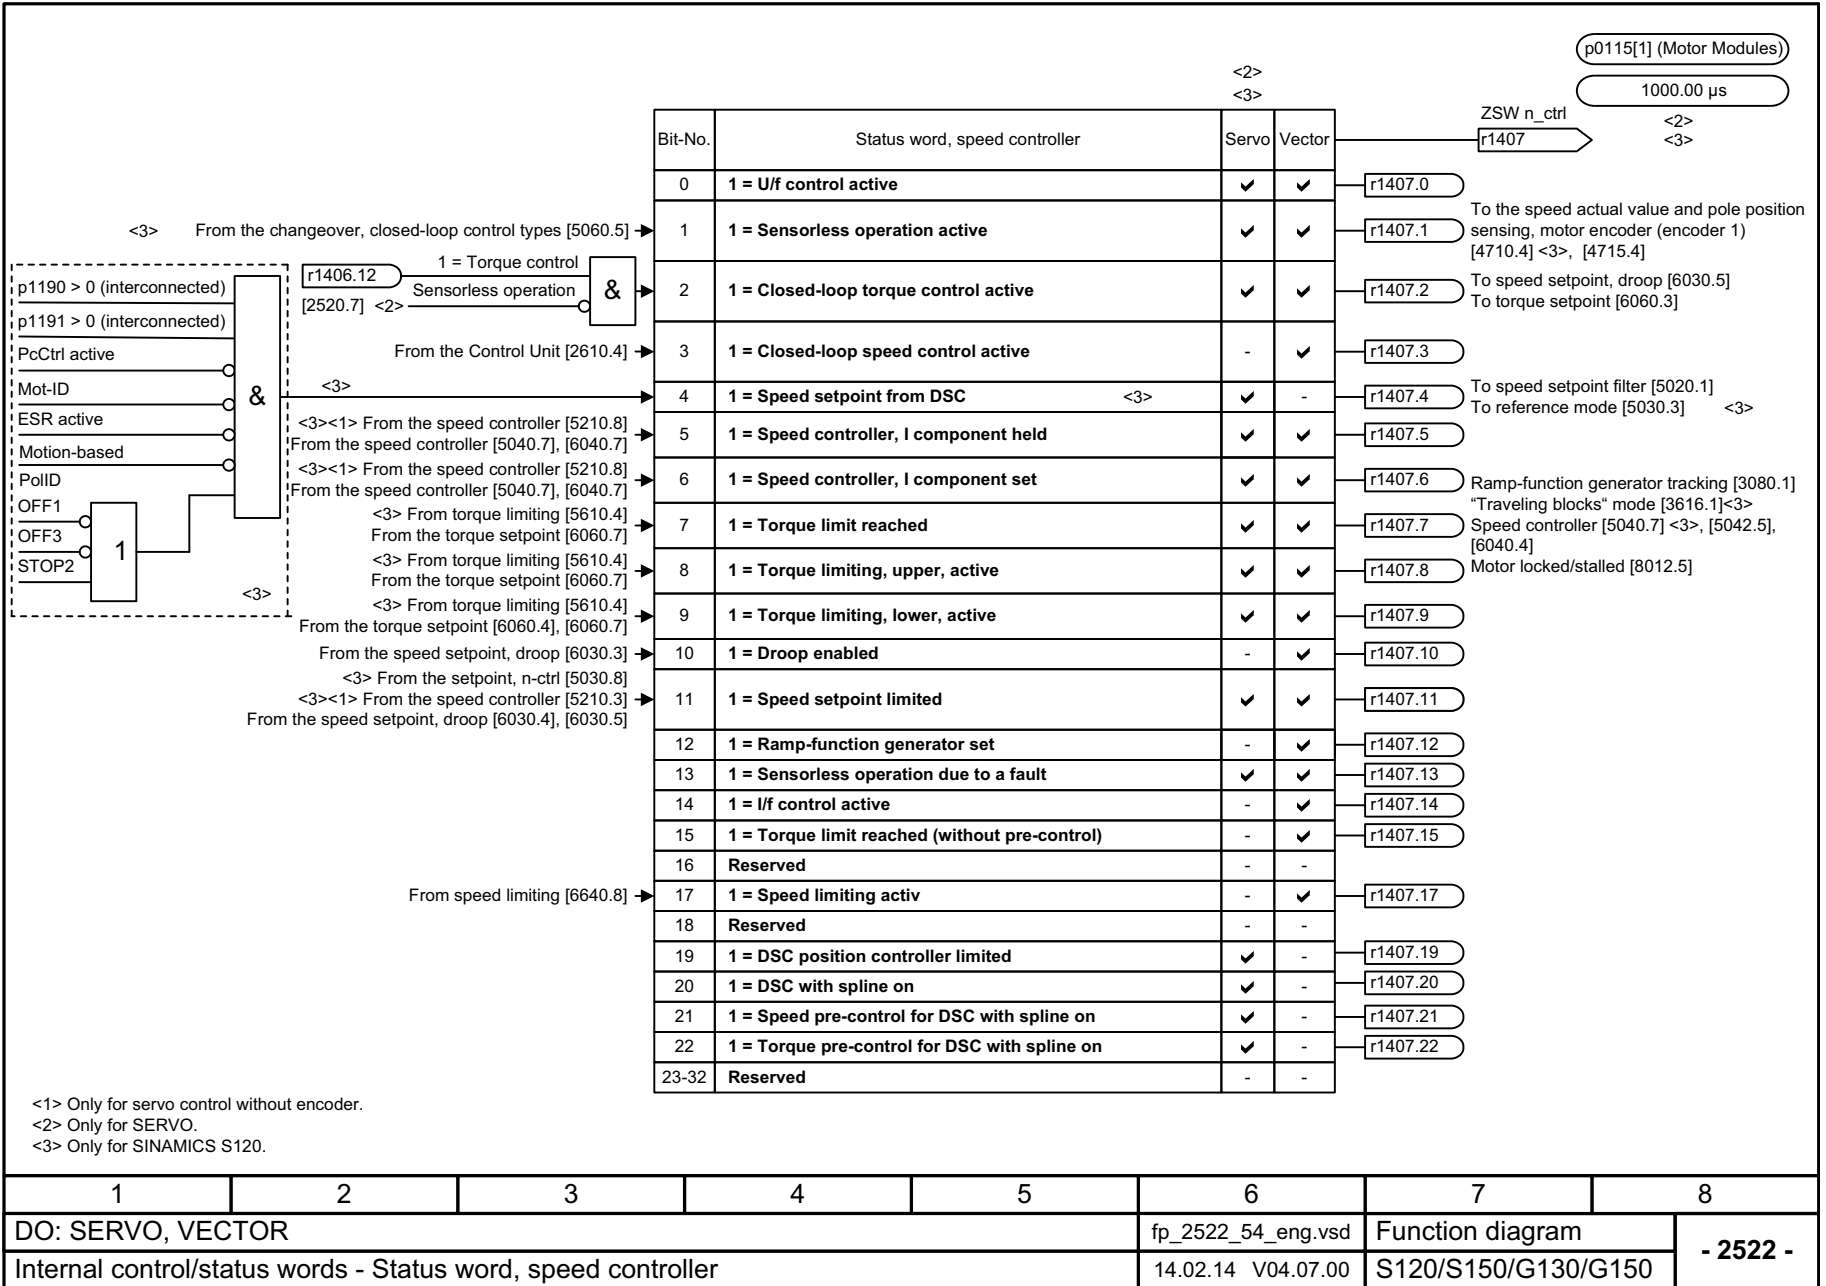 p0115[1] (Motor Modules)
<2>
<3>
1000.00 µs
<2>
<3>
ZSW n_ctrl
r1407
Bit-No. Status word, speed controller Servo Vector
0 1 = U/f control active ✔ ✔ r1407.0
<3> From the changeover, closed-loop control types [5060.5] 1 1 = Sensorless operation active ✔ ✔ r1407.1
To the speed actual value and pole position
sensing, motor encoder (encoder 1)
[4710.4] <3>, [4715.4]
r1406.12 1 = Torque control
Sensorless operation
[2520.7] <2>
&
2 1 = Closed-loop torque control active ✔ ✔ r1407.2
To speed setpoint, droop [6030.5]
To torque setpoint [6060.3]
p1190 > 0 (interconnected)
p1191 > 0 (interconnected)
PcCtrl active
Mot-ID
ESR active
Motion-based
PolID
OFF1
OFF3
STOP2
&
1
<3>
From the Control Unit [2610.4] 3 1 = Closed-loop speed control active - ✔ r1407.3
<3> 4 1 = Speed setpoint from DSC <3> ✔ - r1407.4
To speed setpoint filter [5020.1]
To reference mode [5030.3] <3>
<3><1> From the speed controller [5210.8]
From the speed controller [5040.7], [6040.7]
5 1 = Speed controller, I component held ✔ ✔ r1407.5
<3><1> From the speed controller [5210.8]
From the speed controller [5040.7], [6040.7]
6 1 = Speed controller, I component set ✔ ✔ r1407.6
<3> From torque limiting [5610.4]
From the torque setpoint [6060.7]
7 1 = Torque limit reached ✔ ✔ r1407.7
Ramp-function generator tracking [3080.1]
"Traveling blocks“ mode [3616.1]<3>
Speed controller [5040.7] <3>, [5042.5],
[6040.4]
Motor locked/stalled [8012.5]
<3> From torque limiting [5610.4]
From the torque setpoint [6060.7]
8 1 = Torque limiting, upper, active ✔ ✔ r1407.8
<3> From torque limiting [5610.4]
From the torque setpoint [6060.4], [6060.7]
9 1 = Torque limiting, lower, active ✔ ✔ r1407.9
From the speed setpoint, droop [6030.3] 10 1 = Droop enabled - ✔ r1407.10
<3> From the setpoint, n-ctrl [5030.8]
<3><1> From the speed controller [5210.3]
From the speed setpoint, droop [6030.4], [6030.5]
11 1 = Speed setpoint limited ✔ ✔ r1407.11
12 1 = Ramp-function generator set - ✔ r1407.12
13 1 = Sensorless operation due to a fault ✔ ✔ r1407.13
14 1 = I/f control active - ✔ r1407.14
15 1 = Torque limit reached (without pre-control) - ✔ r1407.15
16 Reserved - -
From speed limiting [6640.8] 17 1 = Speed limiting activ - ✔ r1407.17
18 Reserved - -
19 1 = DSC position controller limited ✔ - r1407.19
20 1 = DSC with spline on ✔ - r1407.20
21 1 = Speed pre-control for DSC with spline on ✔ - r1407.21
22 1 = Torque pre-control for DSC with spline on ✔ - r1407.22
23-32 Reserved - -
<1> Only for servo control without encoder.
<2> Only for SERVO.
<3> Only for SINAMICS S120.
1 2 3 4 5 6 7 8
DO: SERVO, VECTOR fp_2522_54_eng.vsd Function diagram
Internal control/status words - Status word, speed controller 14.02.14 V04.07.00 S120/S150/G130/G150
- 2522 -